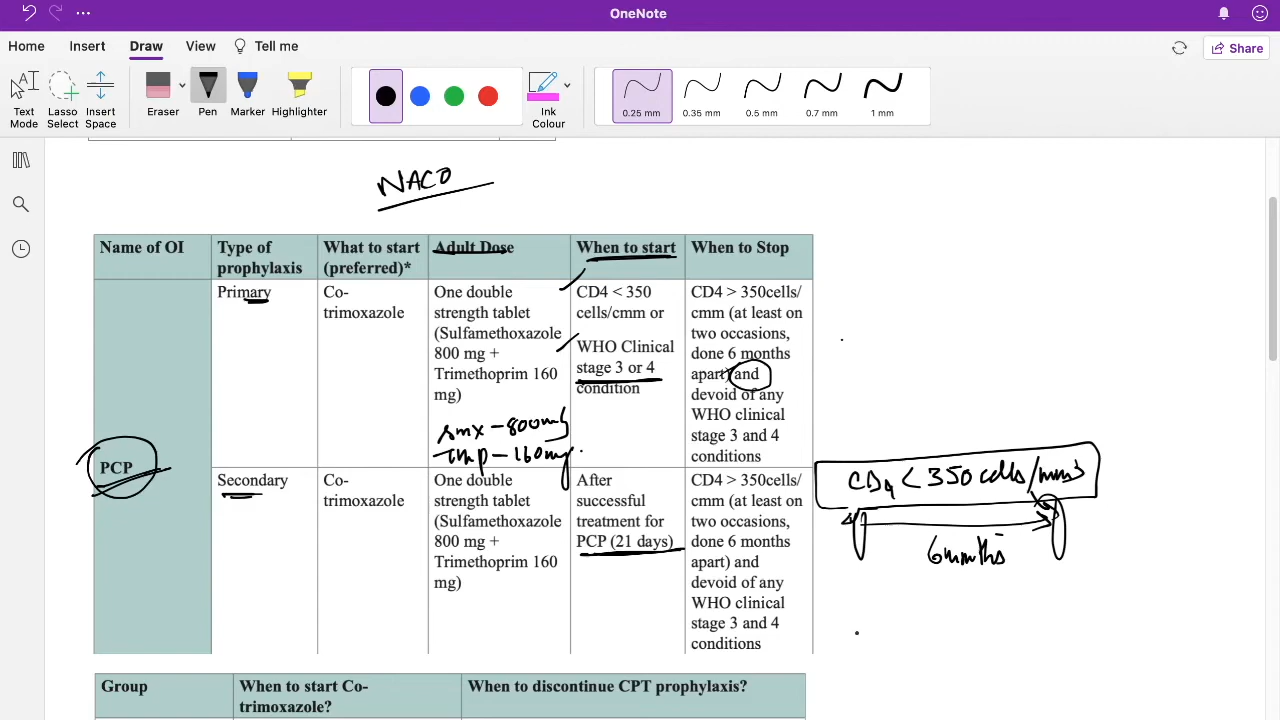 OneNote
Home Insert Draw View Tell me
Share
Text Mode
Lasso Select
Insert Space
Eraser
Pen
Marker
Highlighter
Ink Colour
0.25 mm
0.35 mm
0.5 mm
0.7 mm
1 mm
NACO
Name of OI
Type of
prophylaxis
What to start
(preferred)*
Adult Dose
When to start
When to Stop
PCP
Primary
Co-
trimoxazole
One double
strength tablet
(Sulfamethoxazole
800 mg +
Trimethoprim 160
mg)
smx - 800mg
Tmp - 160mg
CD4 < 350
cells/cmm or
WHO Clinical
stage 3 or 4
condition
CD4 > 350cells/
cmm (at least on
two occasions,
done 6 months
apart) and
devoid of any
WHO clinical
stage 3 and 4
conditions
Secondary
Co-
trimoxazole
One double
strength tablet
(Sulfamethoxazole
800 mg +
Trimethoprim 160
mg)
After
successful
treatment for
PCP (21 days)
CD4 > 350cells/
cmm (at least on
two occasions,
done 6 months
apart) and
devoid of any
WHO clinical
stage 3 and 4
conditions
CD4 < 350 cells/mm3
6 months
Group
When to start Co-
trimoxazole?
When to discontinue CPT prophylaxis?